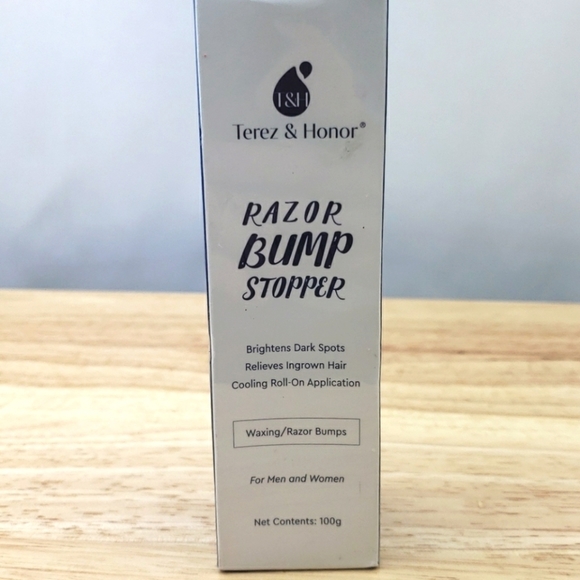 T&H
Terez & Honor®
RAZOR
BUMP
STOPPER
Brightens Dark Spots
Relieves Ingrown Hair
Cooling Roll-On Application
Waxing/Razor Bumps
For Men and Women
Net Contents: 100g